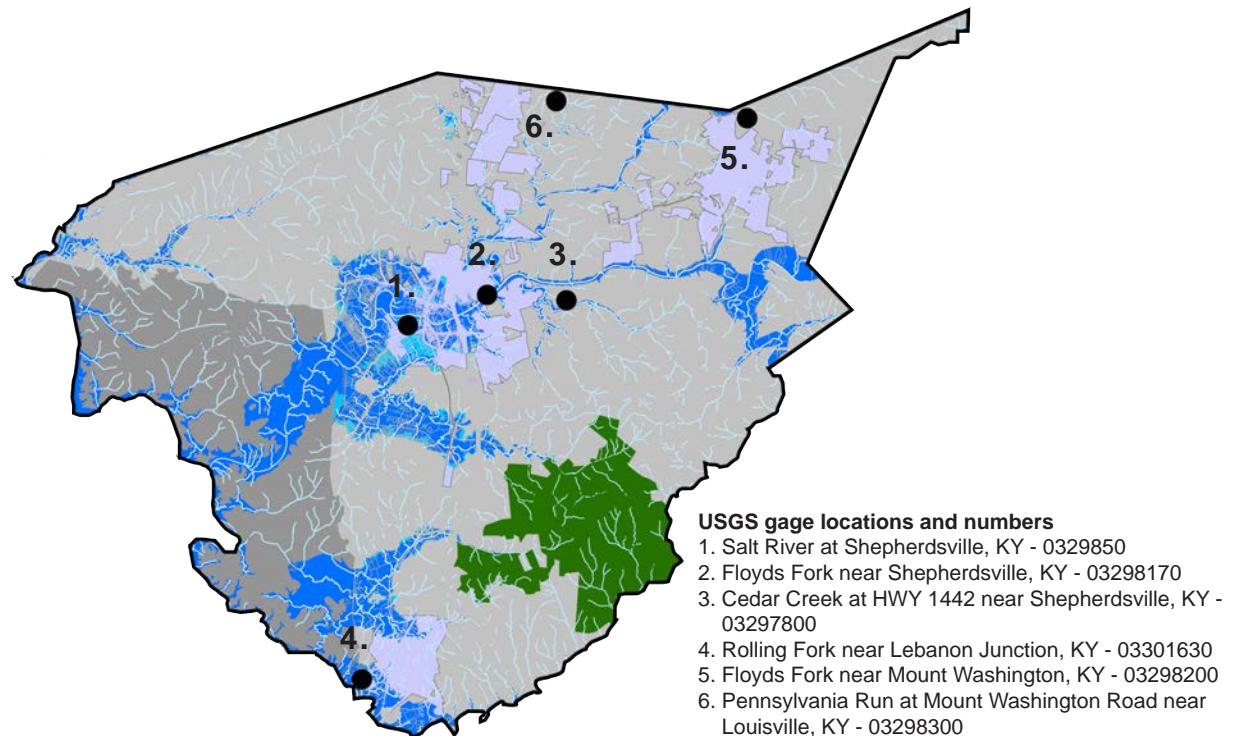 6.
5.
2.
3.
1.
4.
USGS gage locations and numbers
1. Salt River at Shepherdsville, KY - 0329850
2. Floyds Fork near Shepherdsville, KY - 03298170
3. Cedar Creek at HWY 1442 near Shepherdsville, KY -
03297800
4. Rolling Fork near Lebanon Junction, KY - 03301630
5. Floyds Fork near Mount Washington, KY - 03298200
6. Pennsylvania Run at Mount Washington Road near
Louisville, KY - 03298300